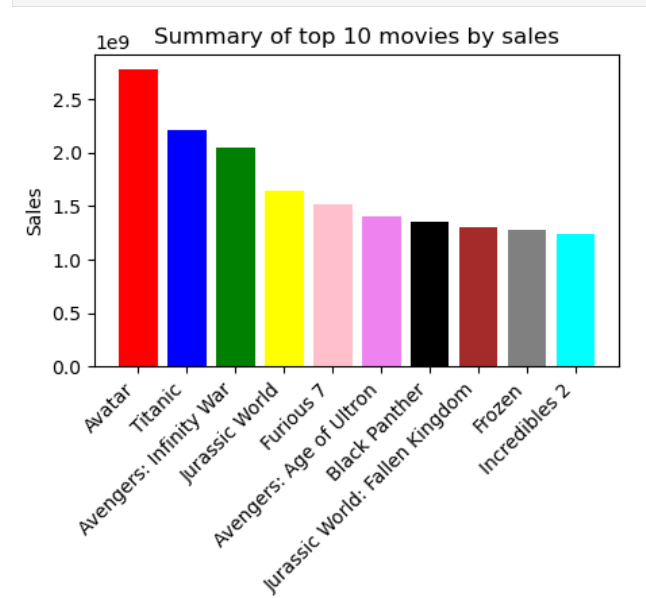 1e9
Summary of top 10 movies by sales
Sales
2.5
2.0
1.5
1.0
0.5
0.0
Avatar
Titanic
Avengers: Infinity War
Jurassic World
Furious 7
Avengers: Age of Ultron
Black Panther
Jurassic World: Fallen Kingdom
Frozen
Incredibles 2